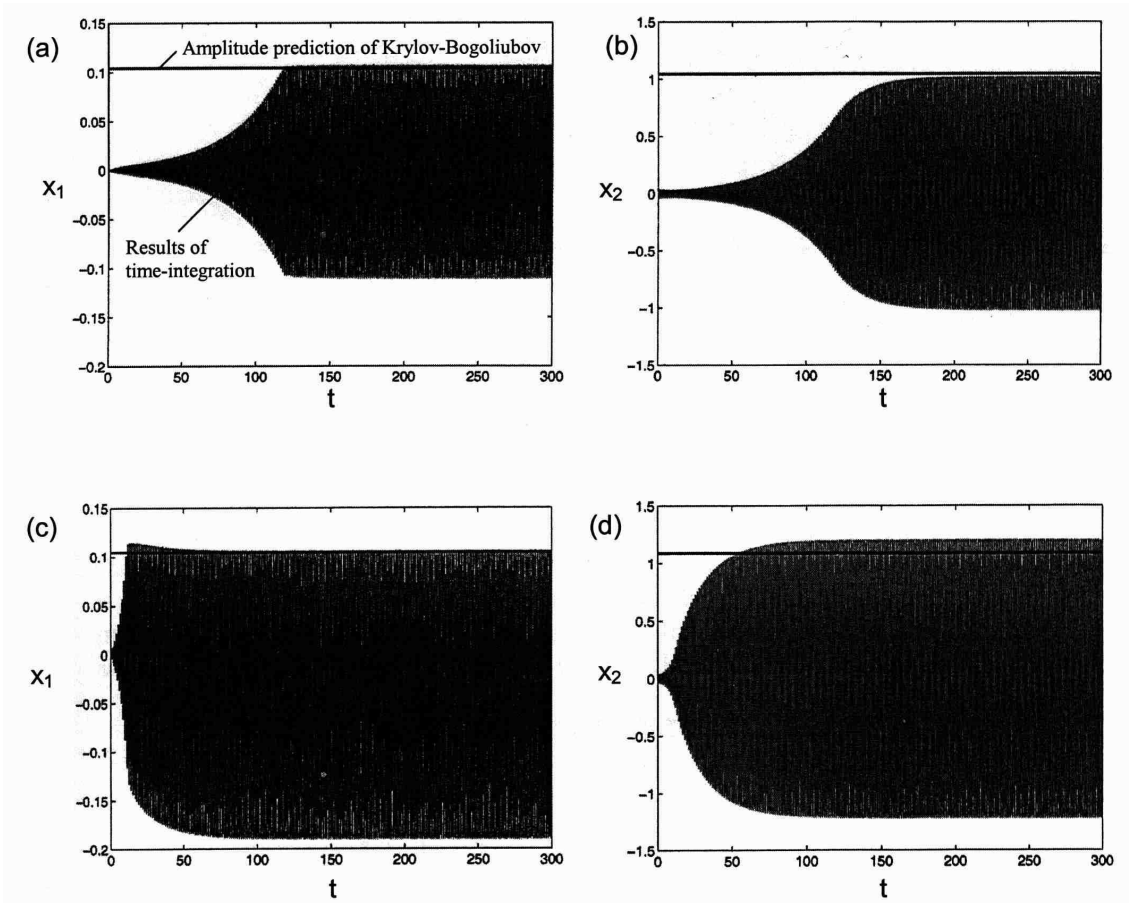 (a)
0.15
Amplitude prediction of Krylov-Bogoliubov
0.1
0.05
0
X1
−0.05
Results of
time-integration
−0.1
−0.15
−0.2
0 50 100 150 200 250 300
t
(b)
1.5
1
0.5
0
X2
−0.5
−1
−1.5
0 50 100 150 200 250 300
t
(c)
0.15
0.1
0.05
0
X1
−0.05
−0.1
−0.15
−0.2
0 50 100 150 200 250 300
t
(d)
1.5
1
0.5
0
X2
−0.5
−1
−1.5
0 50 100 150 200 250 300
t